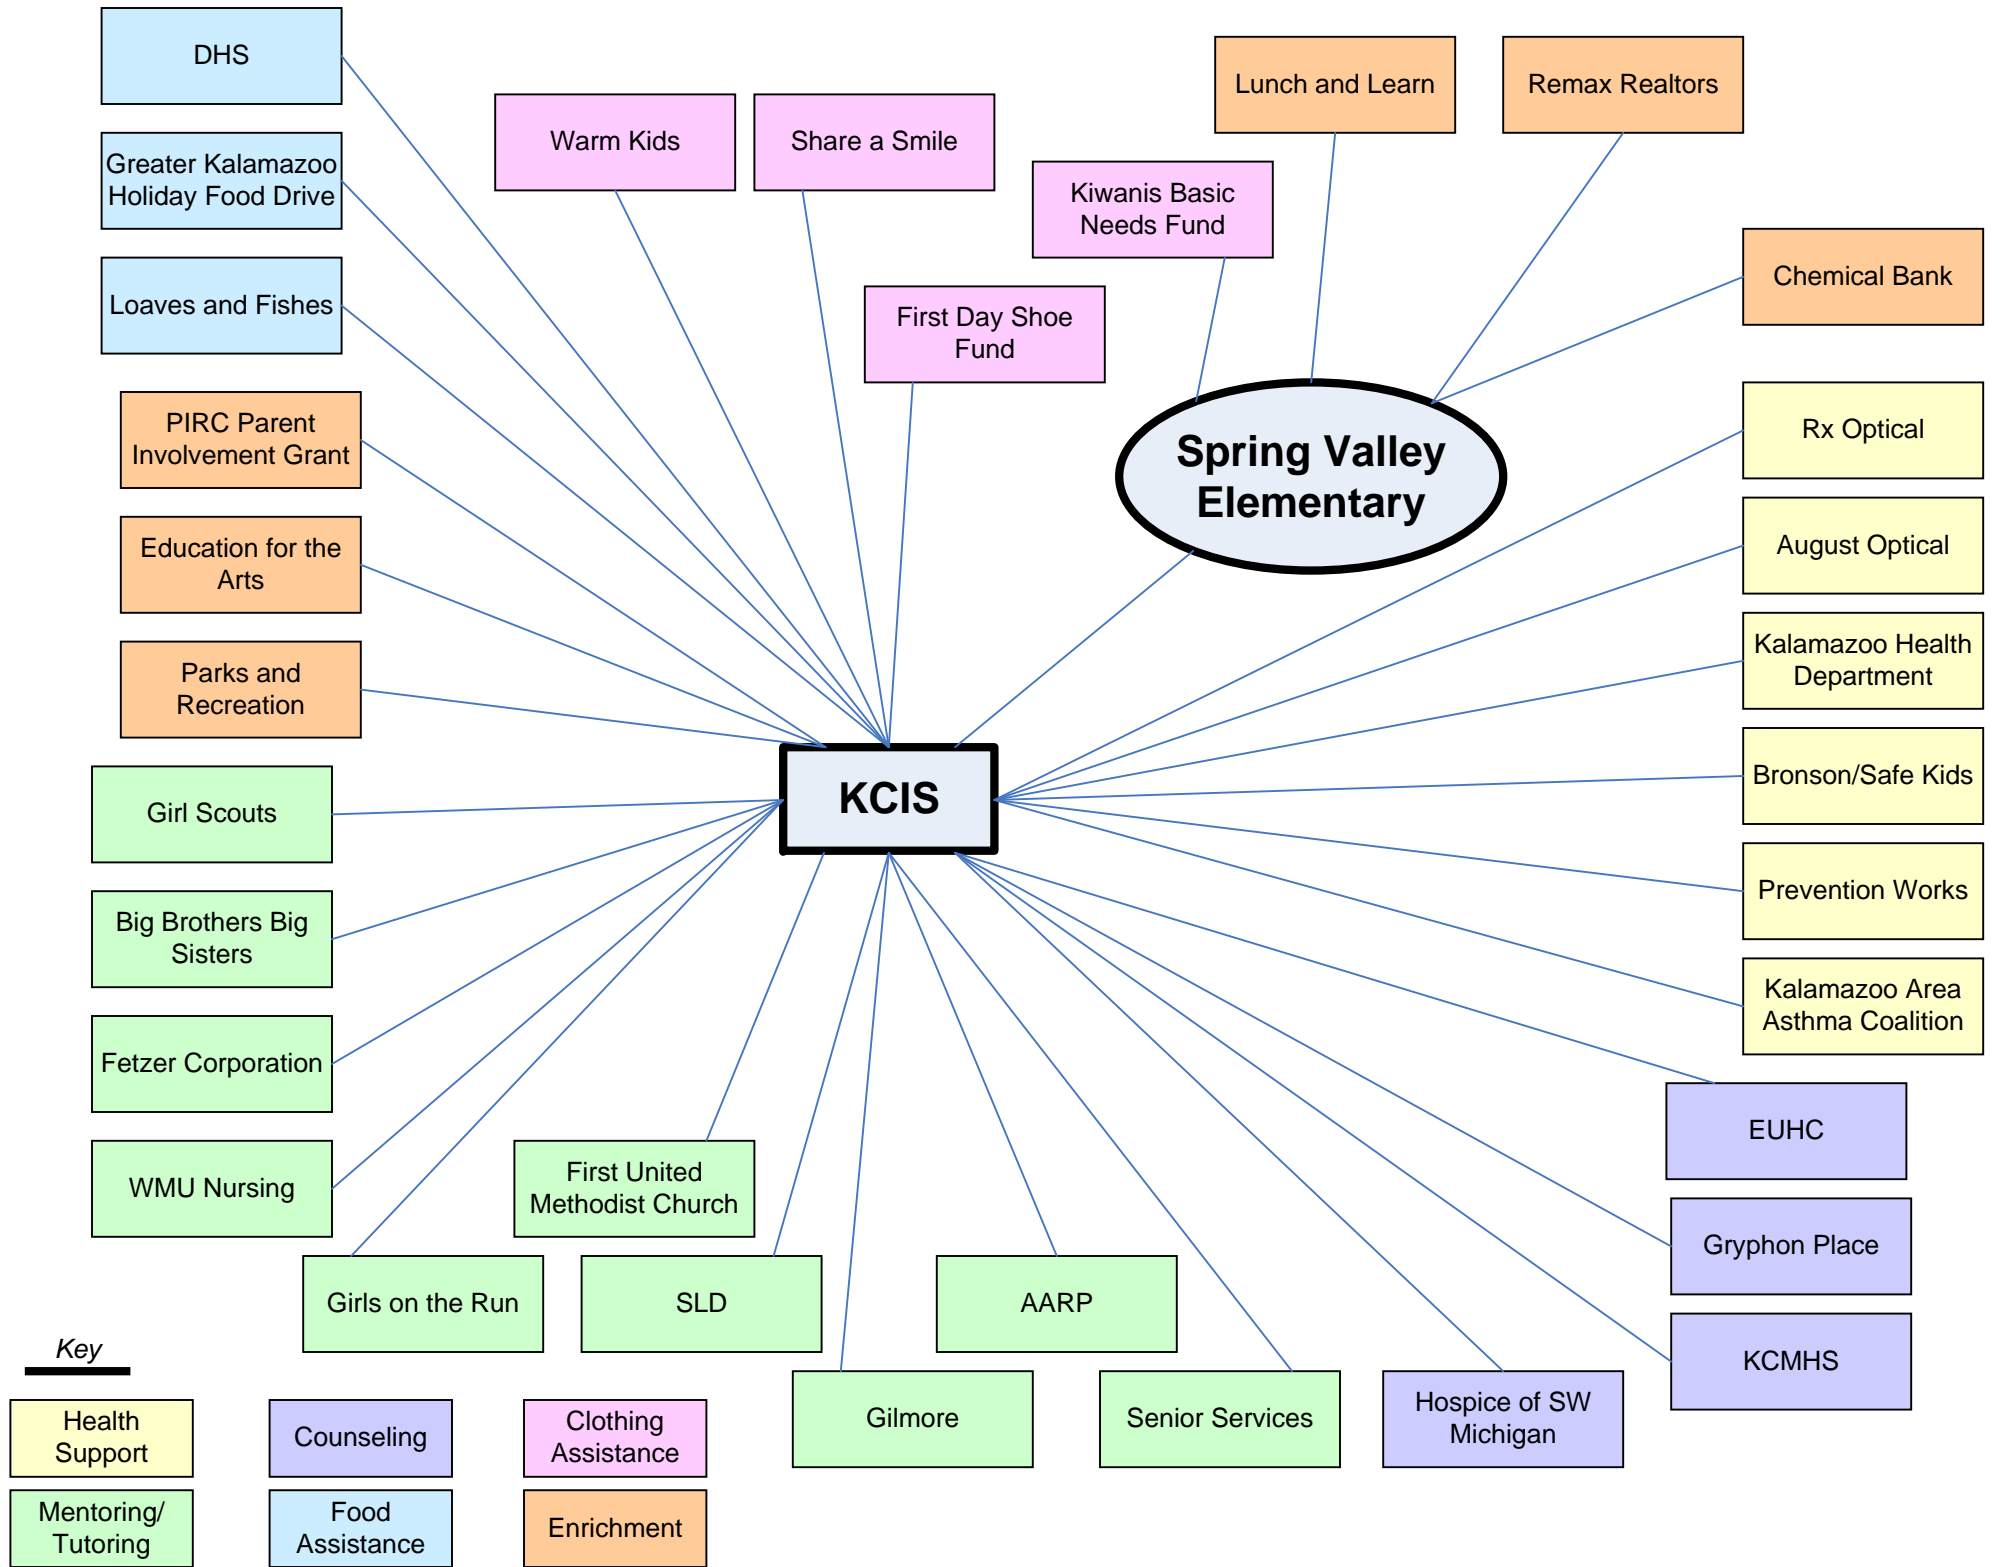 DHS
Greater Kalamazoo
Holiday Food Drive
Loaves and Fishes
Warm Kids
Share a Smile
First Day Shoe
Fund
Kiwanis Basic
Needs Fund
Lunch and Learn
Remax Realtors
Chemical Bank
Spring Valley
Elementary
PIRC Parent
Involvement Grant
Education for the
Arts
Parks and
Recreation
Rx Optical
August Optical
Kalamazoo Health
Department
Bronson/Safe Kids
Prevention Works
Kalamazoo Area
Asthma Coalition
KCIS
Girl Scouts
Big Brothers Big
Sisters
Fetzer Corporation
WMU Nursing
Girls on the Run
First United
Methodist Church
SLD
Gilmore
AARP
Senior Services
Hospice of SW
Michigan
EUHC
Gryphon Place
KCMHS
Key
Health
Support
Counseling
Clothing
Assistance
Mentoring/
Tutoring
Food
Assistance
Enrichment